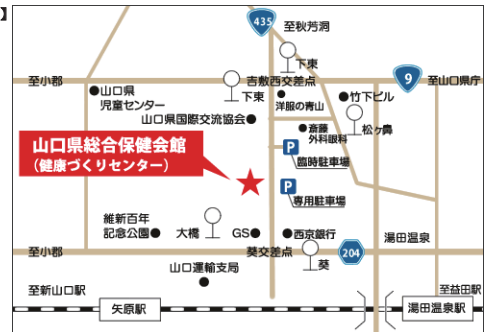 】
435
至秋芳洞
下東
9
至小郡
吉敷西交差点
至山口県庁
山口県
児童センター
下東
洋服の青山
竹下ビル
山口県国際交流協会
斎藤
外科眼科
松ヶ鼻
山口県総合保健会館
(健康づくりセンター)
P
臨時駐車場
P
専用駐車場
維新百年
記念公園
大橋
GS
西京銀行
湯田温泉
至小郡
葵交差点
葵
204
山口運輸支局
至新山口駅
至益田駅
矢原駅
湯田温泉駅